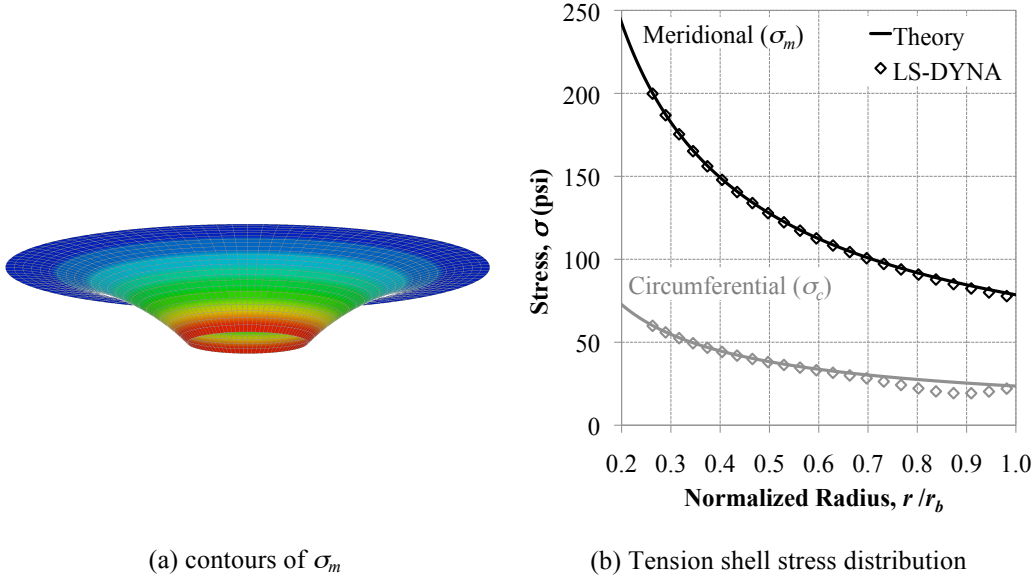 250
200
150
100
50
0
Stress, σ (psi)
Meridional (σm)
Theory
LS-DYNA
Circumferential (σc)
0.2 0.3 0.4 0.5 0.6 0.7 0.8 0.9 1.0
Normalized Radius, r /rb
(a) contours of σm
(b) Tension shell stress distribution